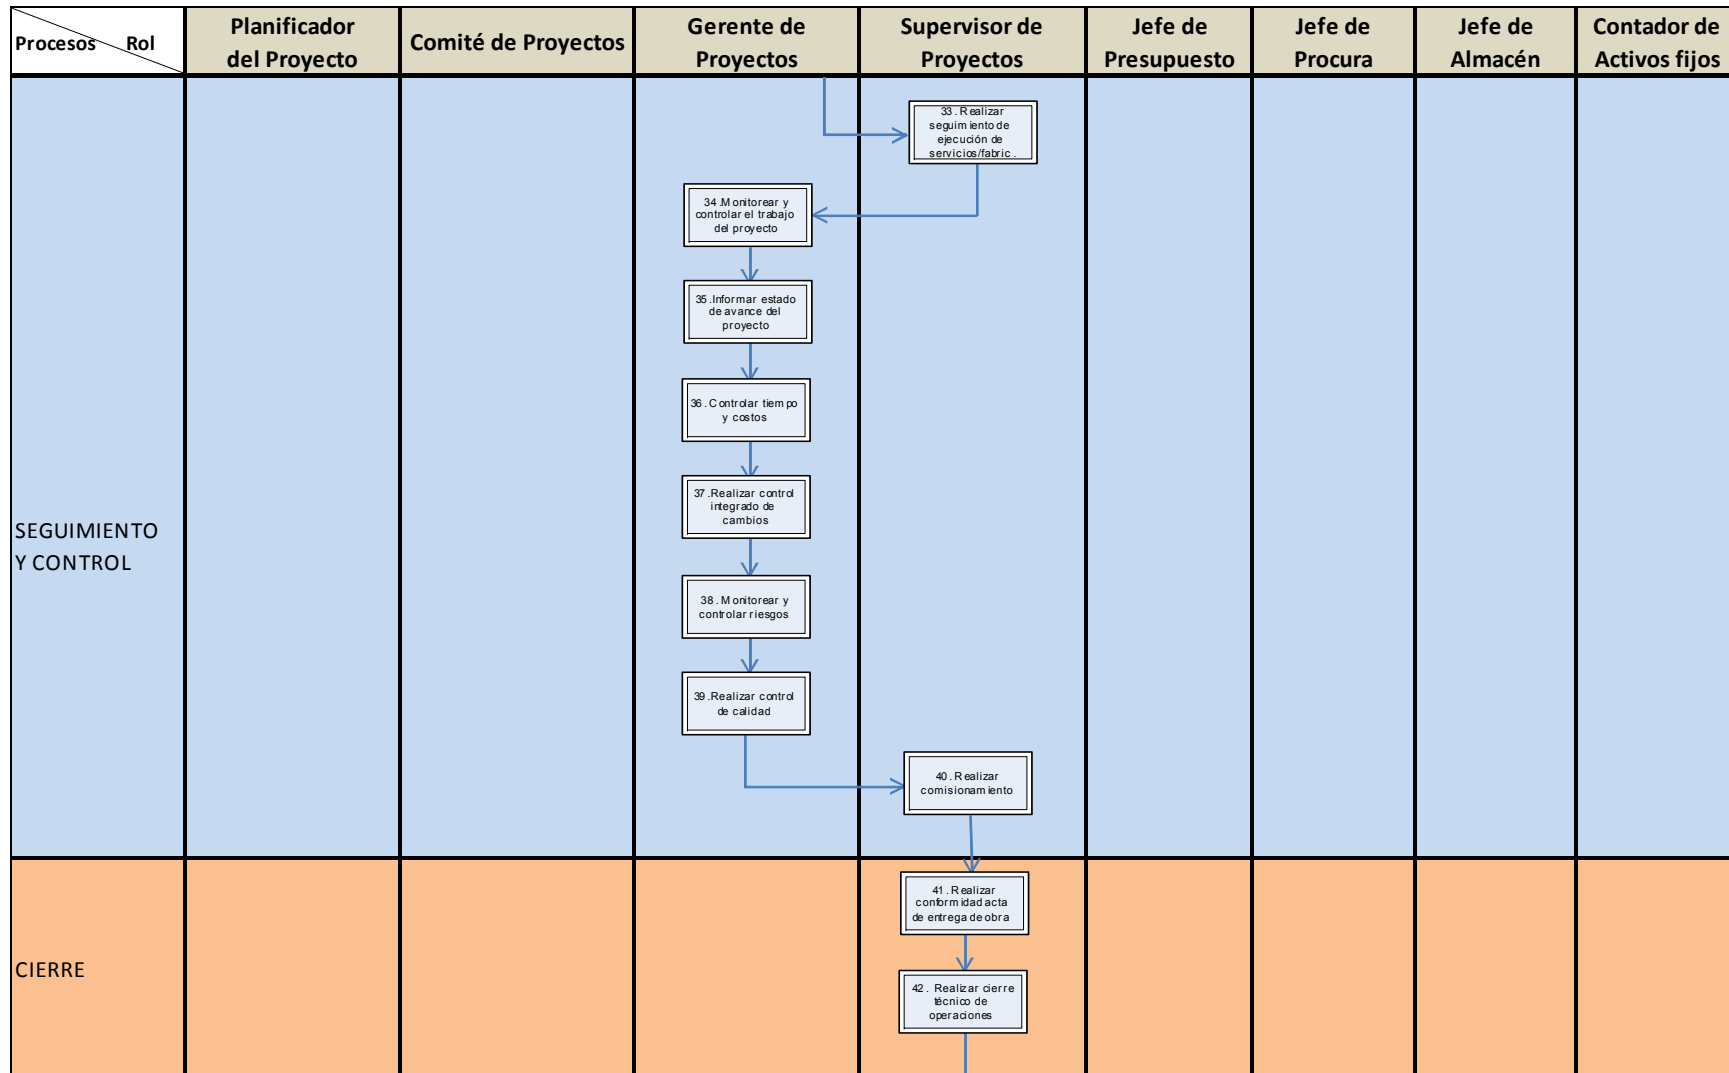 Procesos Rol
Planificador
del Proyecto
Comité de Proyectos
Gerente de
Proyectos
Supervisor de
Proyectos
Jefe de
Presupuesto
Jefe de
Procura
Jefe de
Almacén
Contador de
Activos fijos
SEGUIMIENTO
Y CONTROL
33. Realizar
seguimiento de
ejecución de
servicios/fabric.
34.Monitorear y
controlar el trabajo
del proyecto
35.Informar estado
de avance del
proyecto
36. Controlar tiempo
y costos
37.Realizar control
integrado de
cambios
38. Monitorear y
controlar riesgos
39.Realizar control
de calidad
40. Realizar
comisionamiento
CIERRE
41. Realizar
conformidad acta
de entrega de obra
42. Realizar cierre
técnico de
operaciones